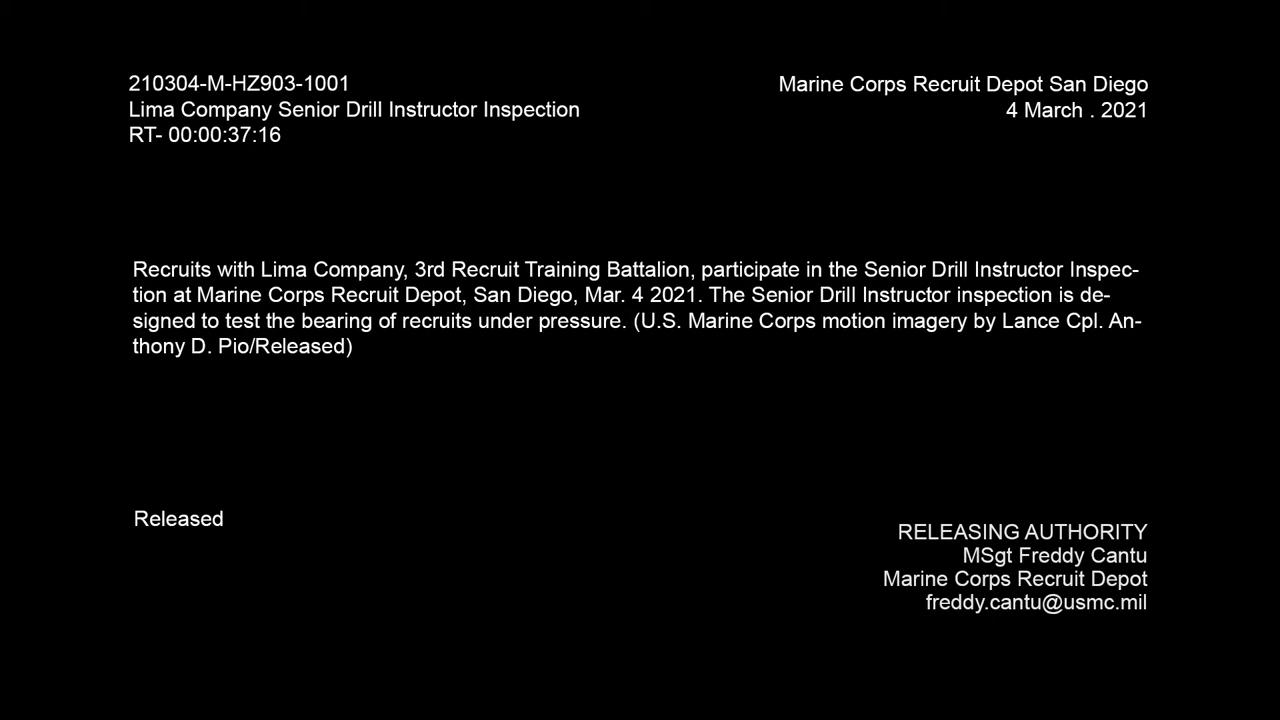 210304-M-HZ903-1001
Lima Company Senior Drill Instructor Inspection
RT- 00:00:37:16
Marine Corps Recruit Depot San Diego
4 March . 2021
Recruits with Lima Company, 3rd Recruit Training Battalion, participate in the Senior Drill Instructor Inspec-
tion at Marine Corps Recruit Depot, San Diego, Mar. 4 2021. The Senior Drill Instructor inspection is de-
signed to test the bearing of recruits under pressure. (U.S. Marine Corps motion imagery by Lance Cpl. An-
thony D. Pio/Released)
Released
RELEASING AUTHORITY
MSgt Freddy Cantu
Marine Corps Recruit Depot
freddy.cantu@usmc.mil